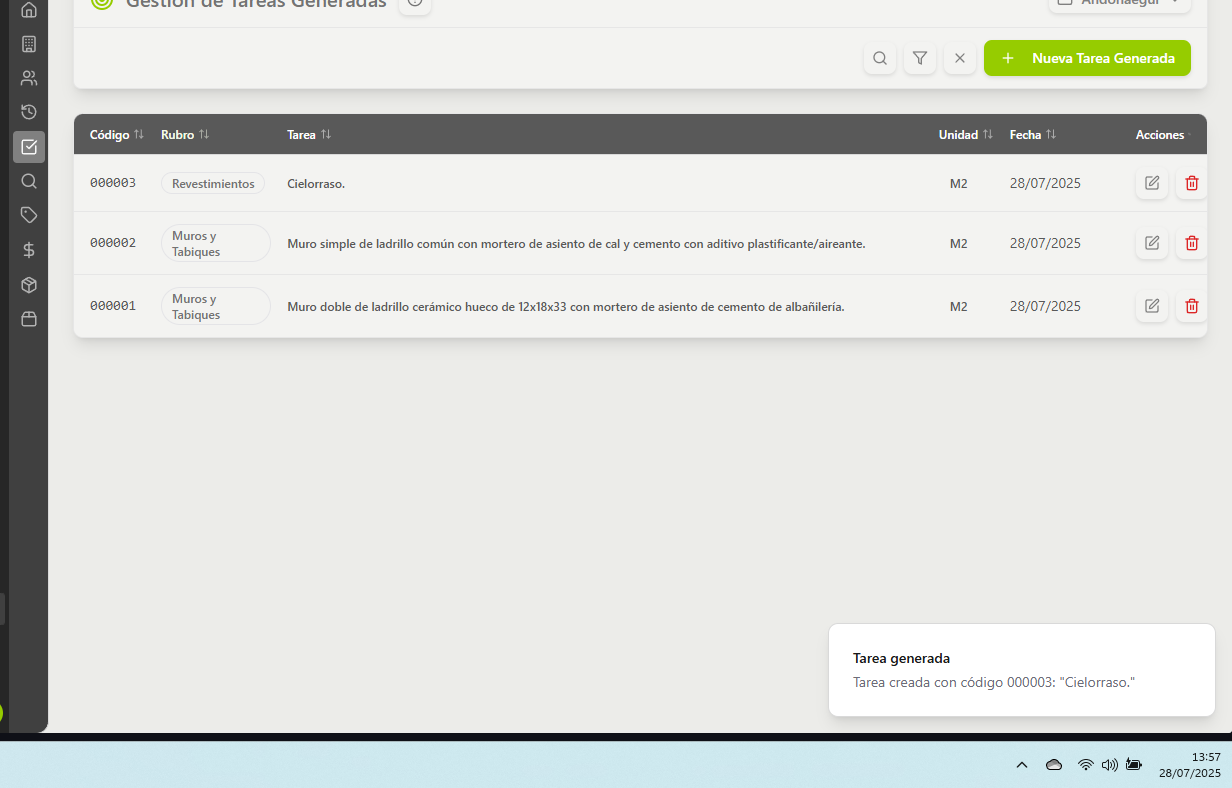 Gestión de Tareas Generadas
Andonaegui
Nueva Tarea Generada
Código Rubro Tarea Unidad Fecha Acciones
000003 Revestimientos Cielorraso. M2 28/07/2025
000002 Muros y Tabiques Muro simple de ladrillo común con mortero de asiento de cal y cemento con aditivo plastificante/aireante. M2 28/07/2025
000001 Muros y Tabiques Muro doble de ladrillo cerámico hueco de 12x18x33 con mortero de asiento de cemento de albañilería. M2 28/07/2025
Tarea generada
Tarea creada con código 000003: "Cielorraso."
13:57
28/07/2025